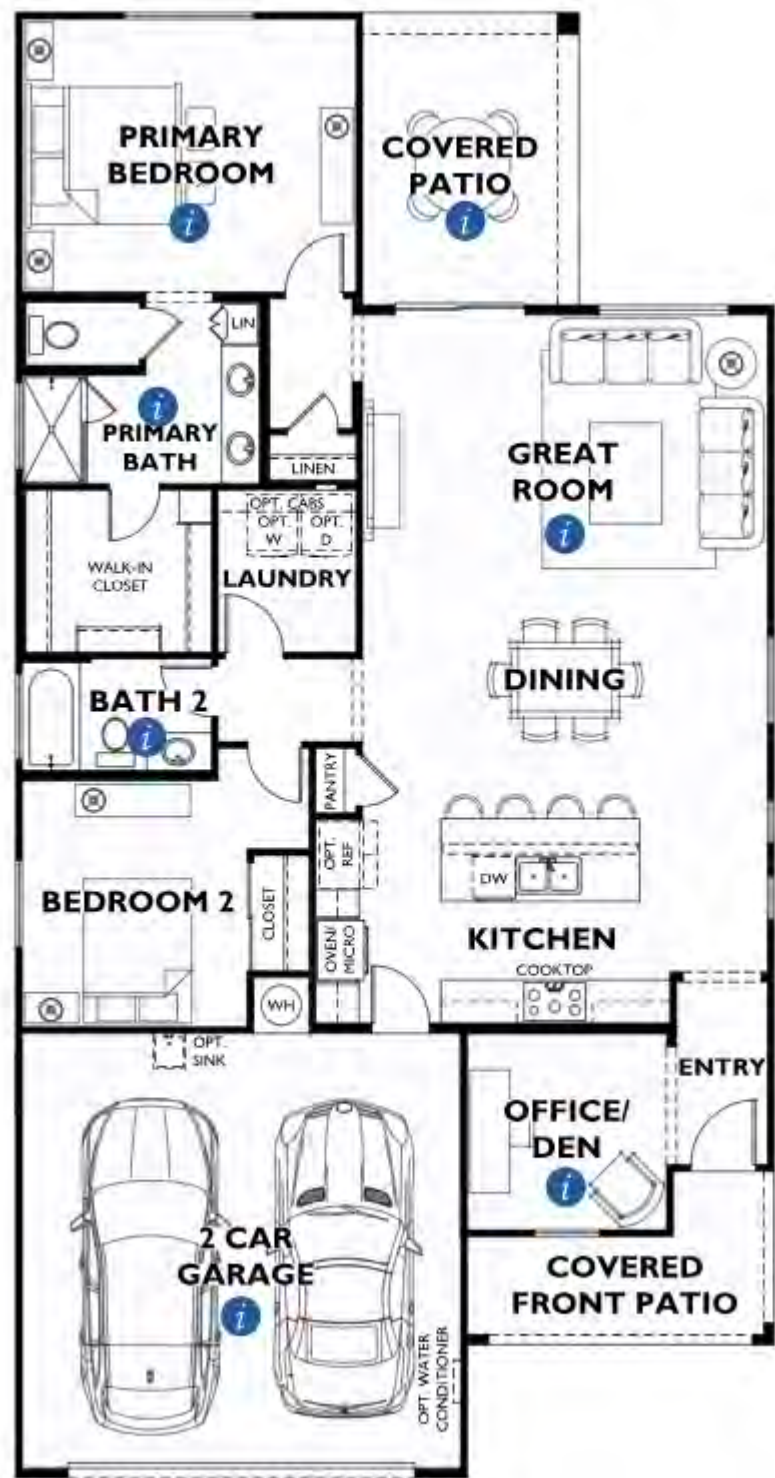 PRIMARY
BEDROOM
i
COVERED
PATIO
i
LIN
i
PRIMARY
BATH
LINEN
GREAT
ROOM
i
OPT. CABS
OPT.
W
OPT.
D
LAUNDRY
WALK-IN
CLOSET
DINING
BATH 2
i
PANTRY
OPT.
REF
DW
BEDROOM 2
CLOSET
OVEN/
MICRO
KITCHEN
COOKTOP
WH
OPT.
SINK
ENTRY
OFFICE/
DEN
i
2 CAR
GARAGE
i
COVERED
FRONT PATIO
OPT. WATER
CONDITIONER